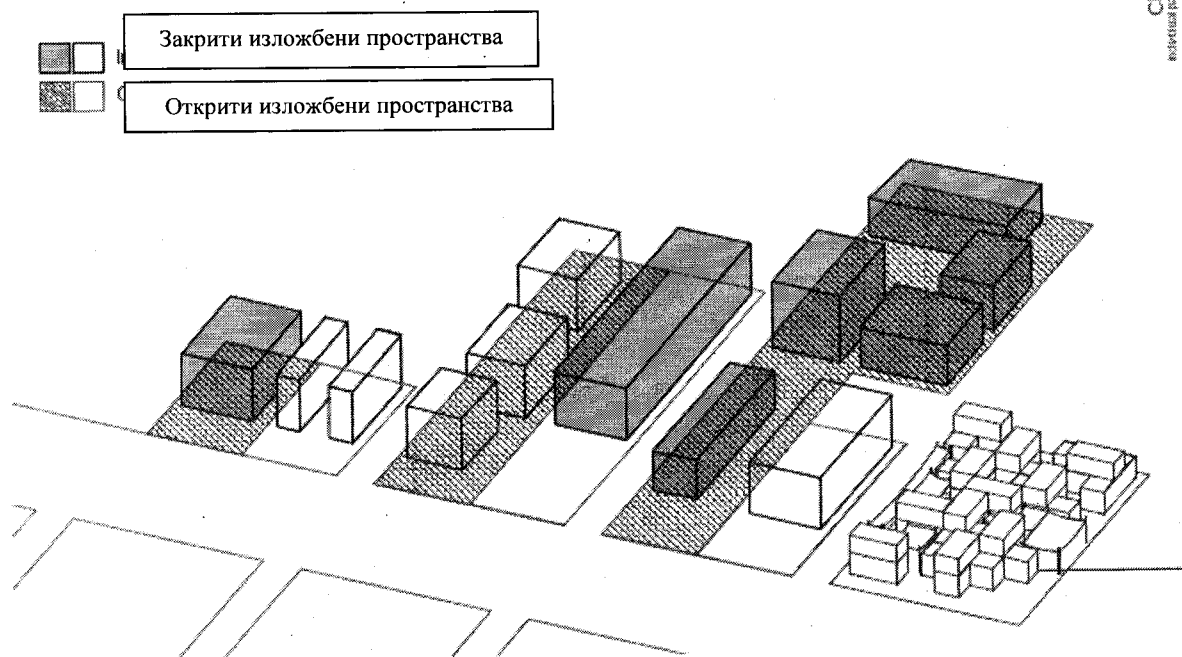 Закрити изложбени пространства
Открити изложбени пространства